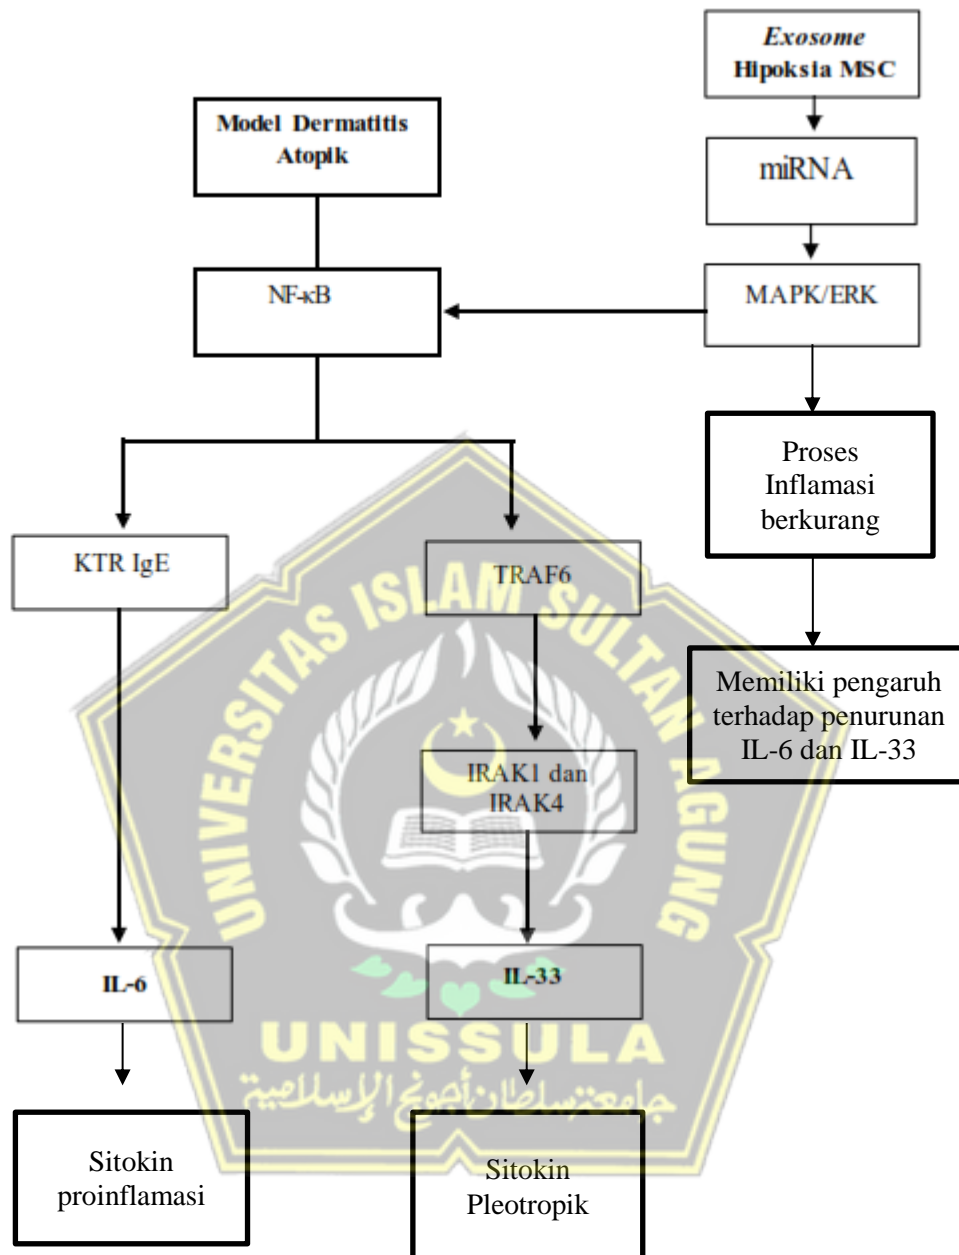 Exosome
Hipoksia MSC
Model Dermatitis
Atopik
miRNA
NF-κB
MAPK/ERK
Proses
Inflamasi
berkurang
KTR IgE
TRAF6
Memiliki pengaruh
terhadap penurunan
IL-6 dan IL-33
IRAK1 dan
IRAK4
IL-6
IL-33
Sitokin
proinflamasi
Sitokin
Pleotropik
UNIVERSITAS ISLAM SULTAN AGUNG
UNISSULA
جامعة سلطان أجونج الإسلامية